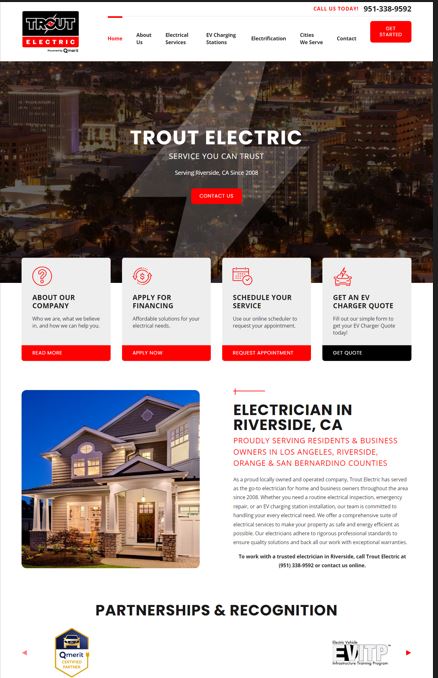 CALL US TODAY! 951-338-9592
TROUT
ELECTRIC
Powered by Qmerit
Home
About
Us
Electrical
Services
EV Charging
Stations
Electrification
Cities
We Serve
Contact
GET
STARTED
TROUT ELECTRIC
SERVICE YOU CAN TRUST
Serving Riverside, CA Since 2008
CONTACT US
ABOUT OUR
COMPANY
Who we are, what we believe
in, and how we can help you.
READ MORE
APPLY FOR
FINANCING
Affordable solutions for your
electrical needs.
APPLY NOW
SCHEDULE YOUR
SERVICE
Use our online scheduler to
request your appointment.
REQUEST APPOINTMENT
GET AN EV
CHARGER QUOTE
Fill out our simple form to
get your EV Charger Quote
today!
GET QUOTE
ELECTRICIAN IN
RIVERSIDE, CA
PROUDLY SERVING RESIDENTS & BUSINESS
OWNERS IN LOS ANGELES, RIVERSIDE,
ORANGE & SAN BERNARDINO COUNTIES
As a proud locally owned and operated company, Trout Electric has served
as the go-to electrician for home and business owners throughout the area
since 2008. Whether you need a routine electrical inspection, emergency
repair, or an EV charging station installation, our team is committed to
handling your every electrical need. We offer a comprehensive suite of
electrical services to make your property as safe and energy efficient as
possible. Our electricians adhere to rigorous professional standards to
ensure quality solutions and back all our work with exceptional warranties.
To work with a trusted electrician in Riverside, call Trout Electric at
(951) 338-9592 or contact us online.
PARTNERSHIPS & RECOGNITION
Qmerit
CERTIFIED
PARTNER
Electric Vehicle
EVITP
Infrastructure Training Program